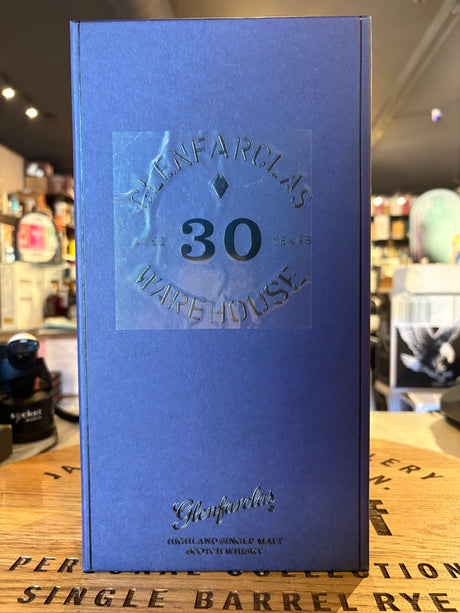 GLENFARCLAS
AGED 30 YEARS
WAREHOUSE
Glenfarclas
HIGHLAND SINGLE MALT
SCOTCH WHISKY
PERSONAL COLLECTION
SINGLE BARREL RYE